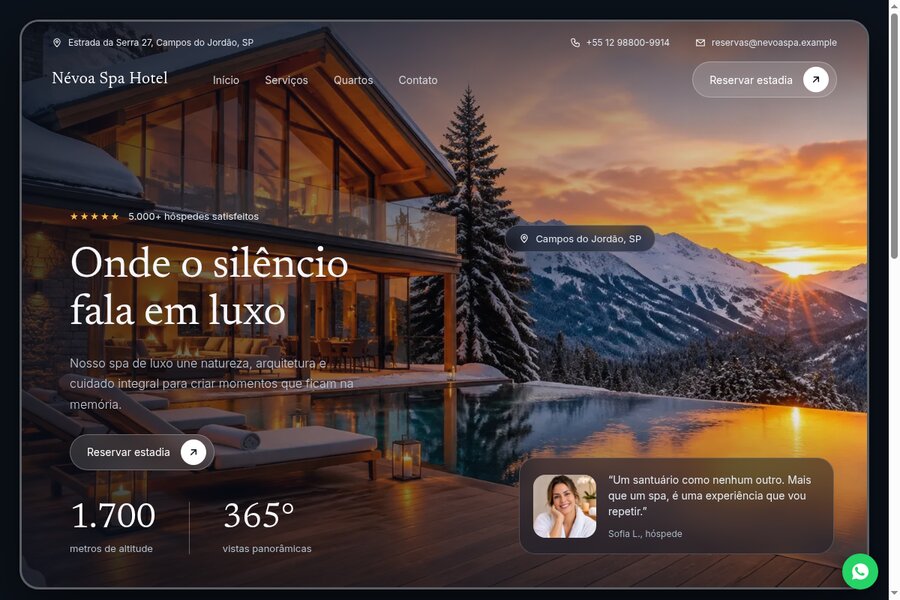 Estrada da Serra 27, Campos do Jordão, SP
+55 12 98800-9914
reservas@nevoaspa.example
Névoa Spa Hotel
Início
Serviços
Quartos
Contato
Reservar estadia
★★★★★ 5.000+ hóspedes satisfeitos
Onde o silêncio
fala em luxo
Campos do Jordão, SP
Nosso spa de luxo une natureza, arquitetura e
cuidado integral para criar momentos que ficam na
memória.
Reservar estadia
1.700
metros de altitude
365°
vistas panorâmicas
“Um santuário como nenhum outro. Mais
que um spa, é uma experiência que vou
repetir.”
Sofia L., hóspede